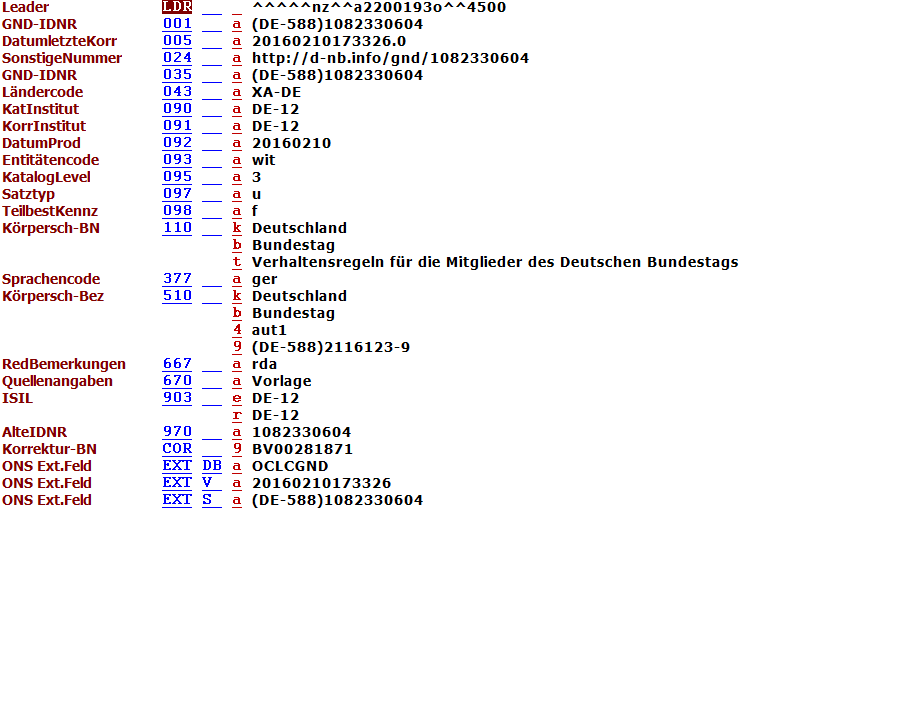 Leader LDR __ _ ^^^^^nz^^a2200193o^^4500
GND-IDNR 001 __ a (DE-588)1082330604
DatumletzteKorr 005 __ a 20160210173326.0
SonstigeNummer 024 __ a http://d-nb.info/gnd/1082330604
GND-IDNR 035 __ a (DE-588)1082330604
Ländercode 043 __ a XA-DE
KatInstitut 090 __ a DE-12
KorrInstitut 091 __ a DE-12
DatumProd 092 __ a 20160210
Entitätencode 093 __ a wit
KatalogLevel 095 __ a 3
Satztyp 097 __ a u
TeilbestKennz 098 __ a f
Körpersch-BN 110 __ k Deutschland
b Bundestag
t Verhaltensregeln für die Mitglieder des Deutschen Bundestags
Sprachencode 377 __ a ger
Körpersch-Bez 510 __ k Deutschland
b Bundestag
4 aut1
9 (DE-588)2116123-9
RedBemerkungen 667 __ a rda
Quellenangaben 670 __ a Vorlage
ISIL 903 __ e DE-12
r DE-12
AlteIDNR 970 __ a 1082330604
Korrektur-BN COR __ 9 BV00281871
ONS Ext.Feld EXT DB a OCLCGND
ONS Ext.Feld EXT V a 20160210173326
ONS Ext.Feld EXT S a (DE-588)1082330604